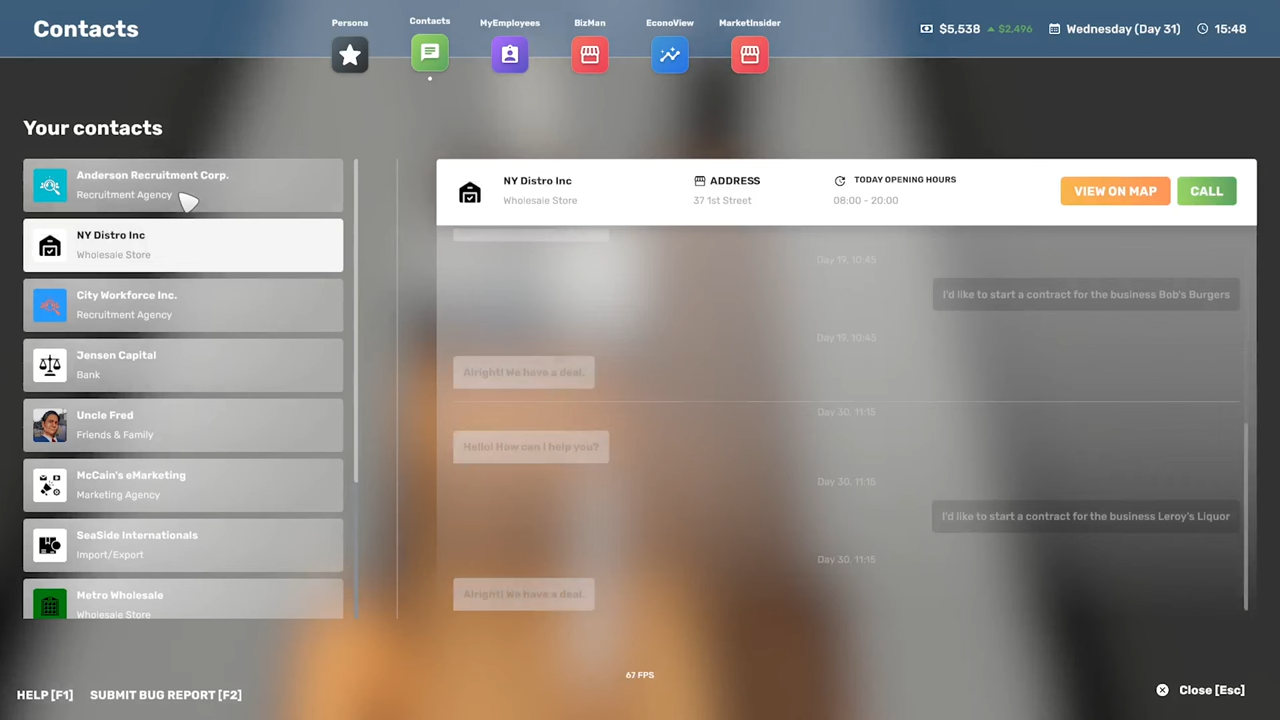 Contacts
Persona
Contacts
MyEmployees
BizMan
EconoView
MarketInsider
$5,538 ▲ $2,496
Wednesday (Day 31)
15:48
Your contacts
Anderson Recruitment Corp.
Recruitment Agency
NY Distro Inc
Wholesale Store
City Workforce Inc.
Recruitment Agency
Jensen Capital
Bank
Uncle Fred
Friends & Family
McCain's eMarketing
Marketing Agency
SeaSide Internationals
Import/Export
Metro Wholesale
Wholesale Store
NY Distro Inc
Wholesale Store
ADDRESS
37 1st Street
TODAY OPENING HOURS
08:00 - 20:00
VIEW ON MAP
CALL
Day 19, 10:45
I'd like to start a contract for the business Bob's Burgers
Day 19, 10:45
Alright! We have a deal.
Day 30, 11:15
Hello! How can I help you?
Day 30, 11:15
I'd like to start a contract for the business Leroy's Liquor
Day 30, 11:15
Alright! We have a deal.
67 FPS
HELP [F1]
SUBMIT BUG REPORT [F2]
Close [Esc]